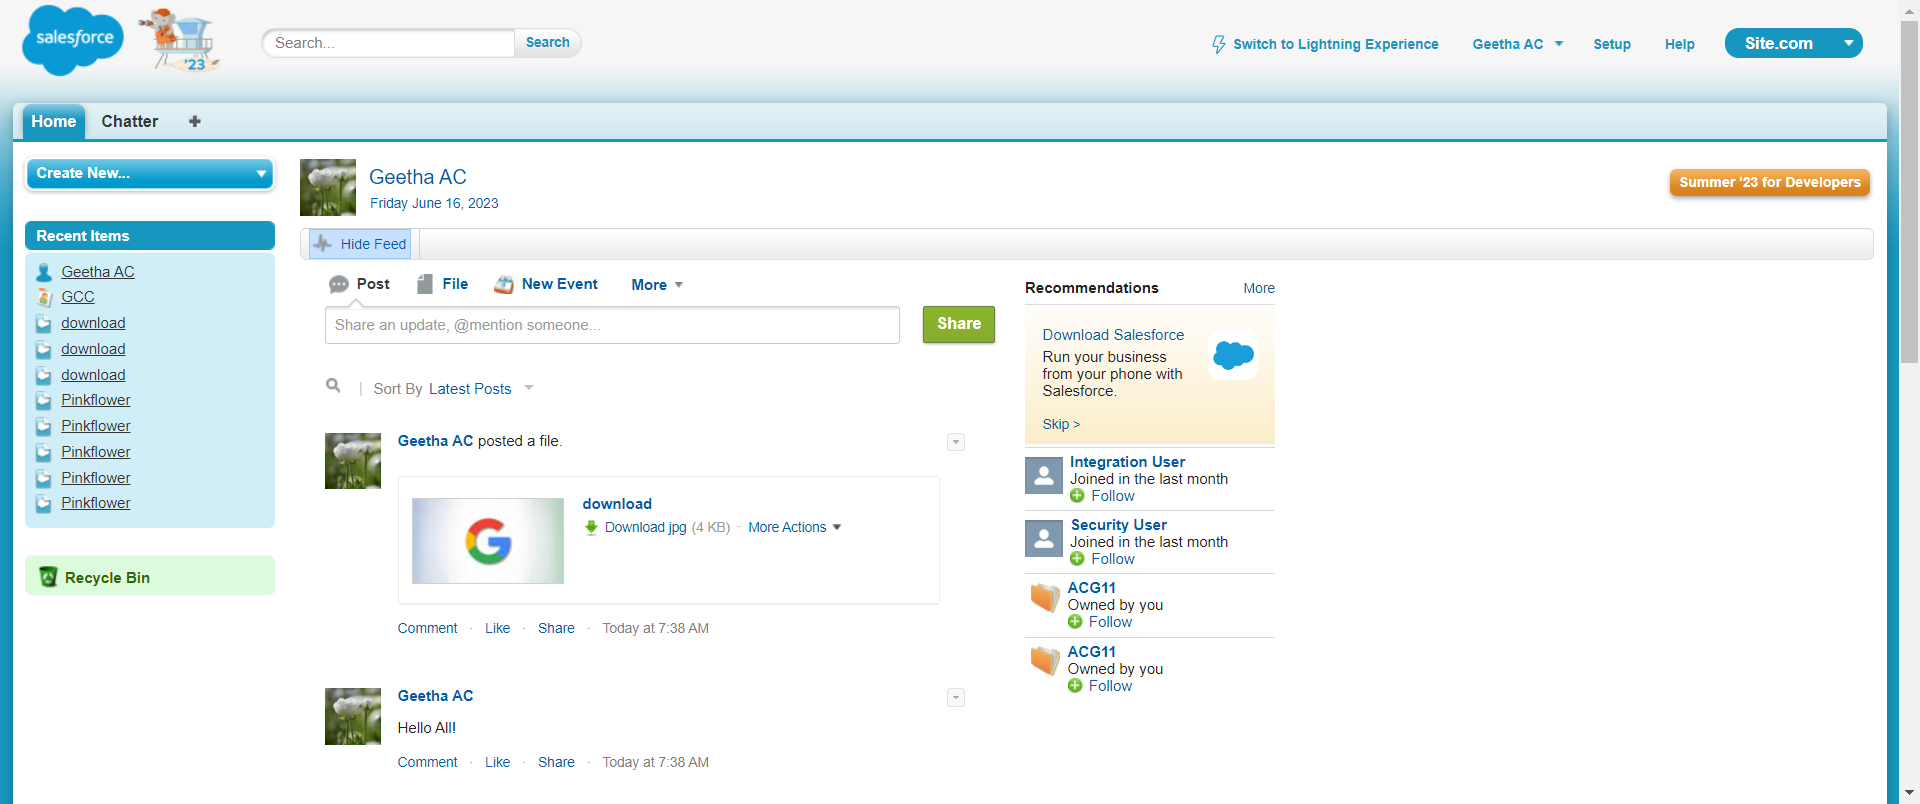 salesforce
'23
Search...
Search
Switch to Lightning Experience
Geetha AC
Setup
Help
Site.com
Home
Chatter
Create New...
Recent Items
Geetha AC
GCC
download
download
download
Pinkflower
Pinkflower
Pinkflower
Pinkflower
Pinkflower
Recycle Bin
Geetha AC
Friday June 16, 2023
Summer '23 for Developers
Hide Feed
Post
File
New Event
More
Share an update, @mention someone...
Share
| Sort By Latest Posts
Geetha AC posted a file.
download
Download jpg (4 KB) · More Actions
Comment · Like · Share · Today at 7:38 AM
Geetha AC
Hello All!
Comment · Like · Share · Today at 7:38 AM
Recommendations
More
Download Salesforce
Run your business
from your phone with
Salesforce.
Skip >
Integration User
Joined in the last month
Follow
Security User
Joined in the last month
Follow
ACG11
Owned by you
Follow
ACG11
Owned by you
Follow